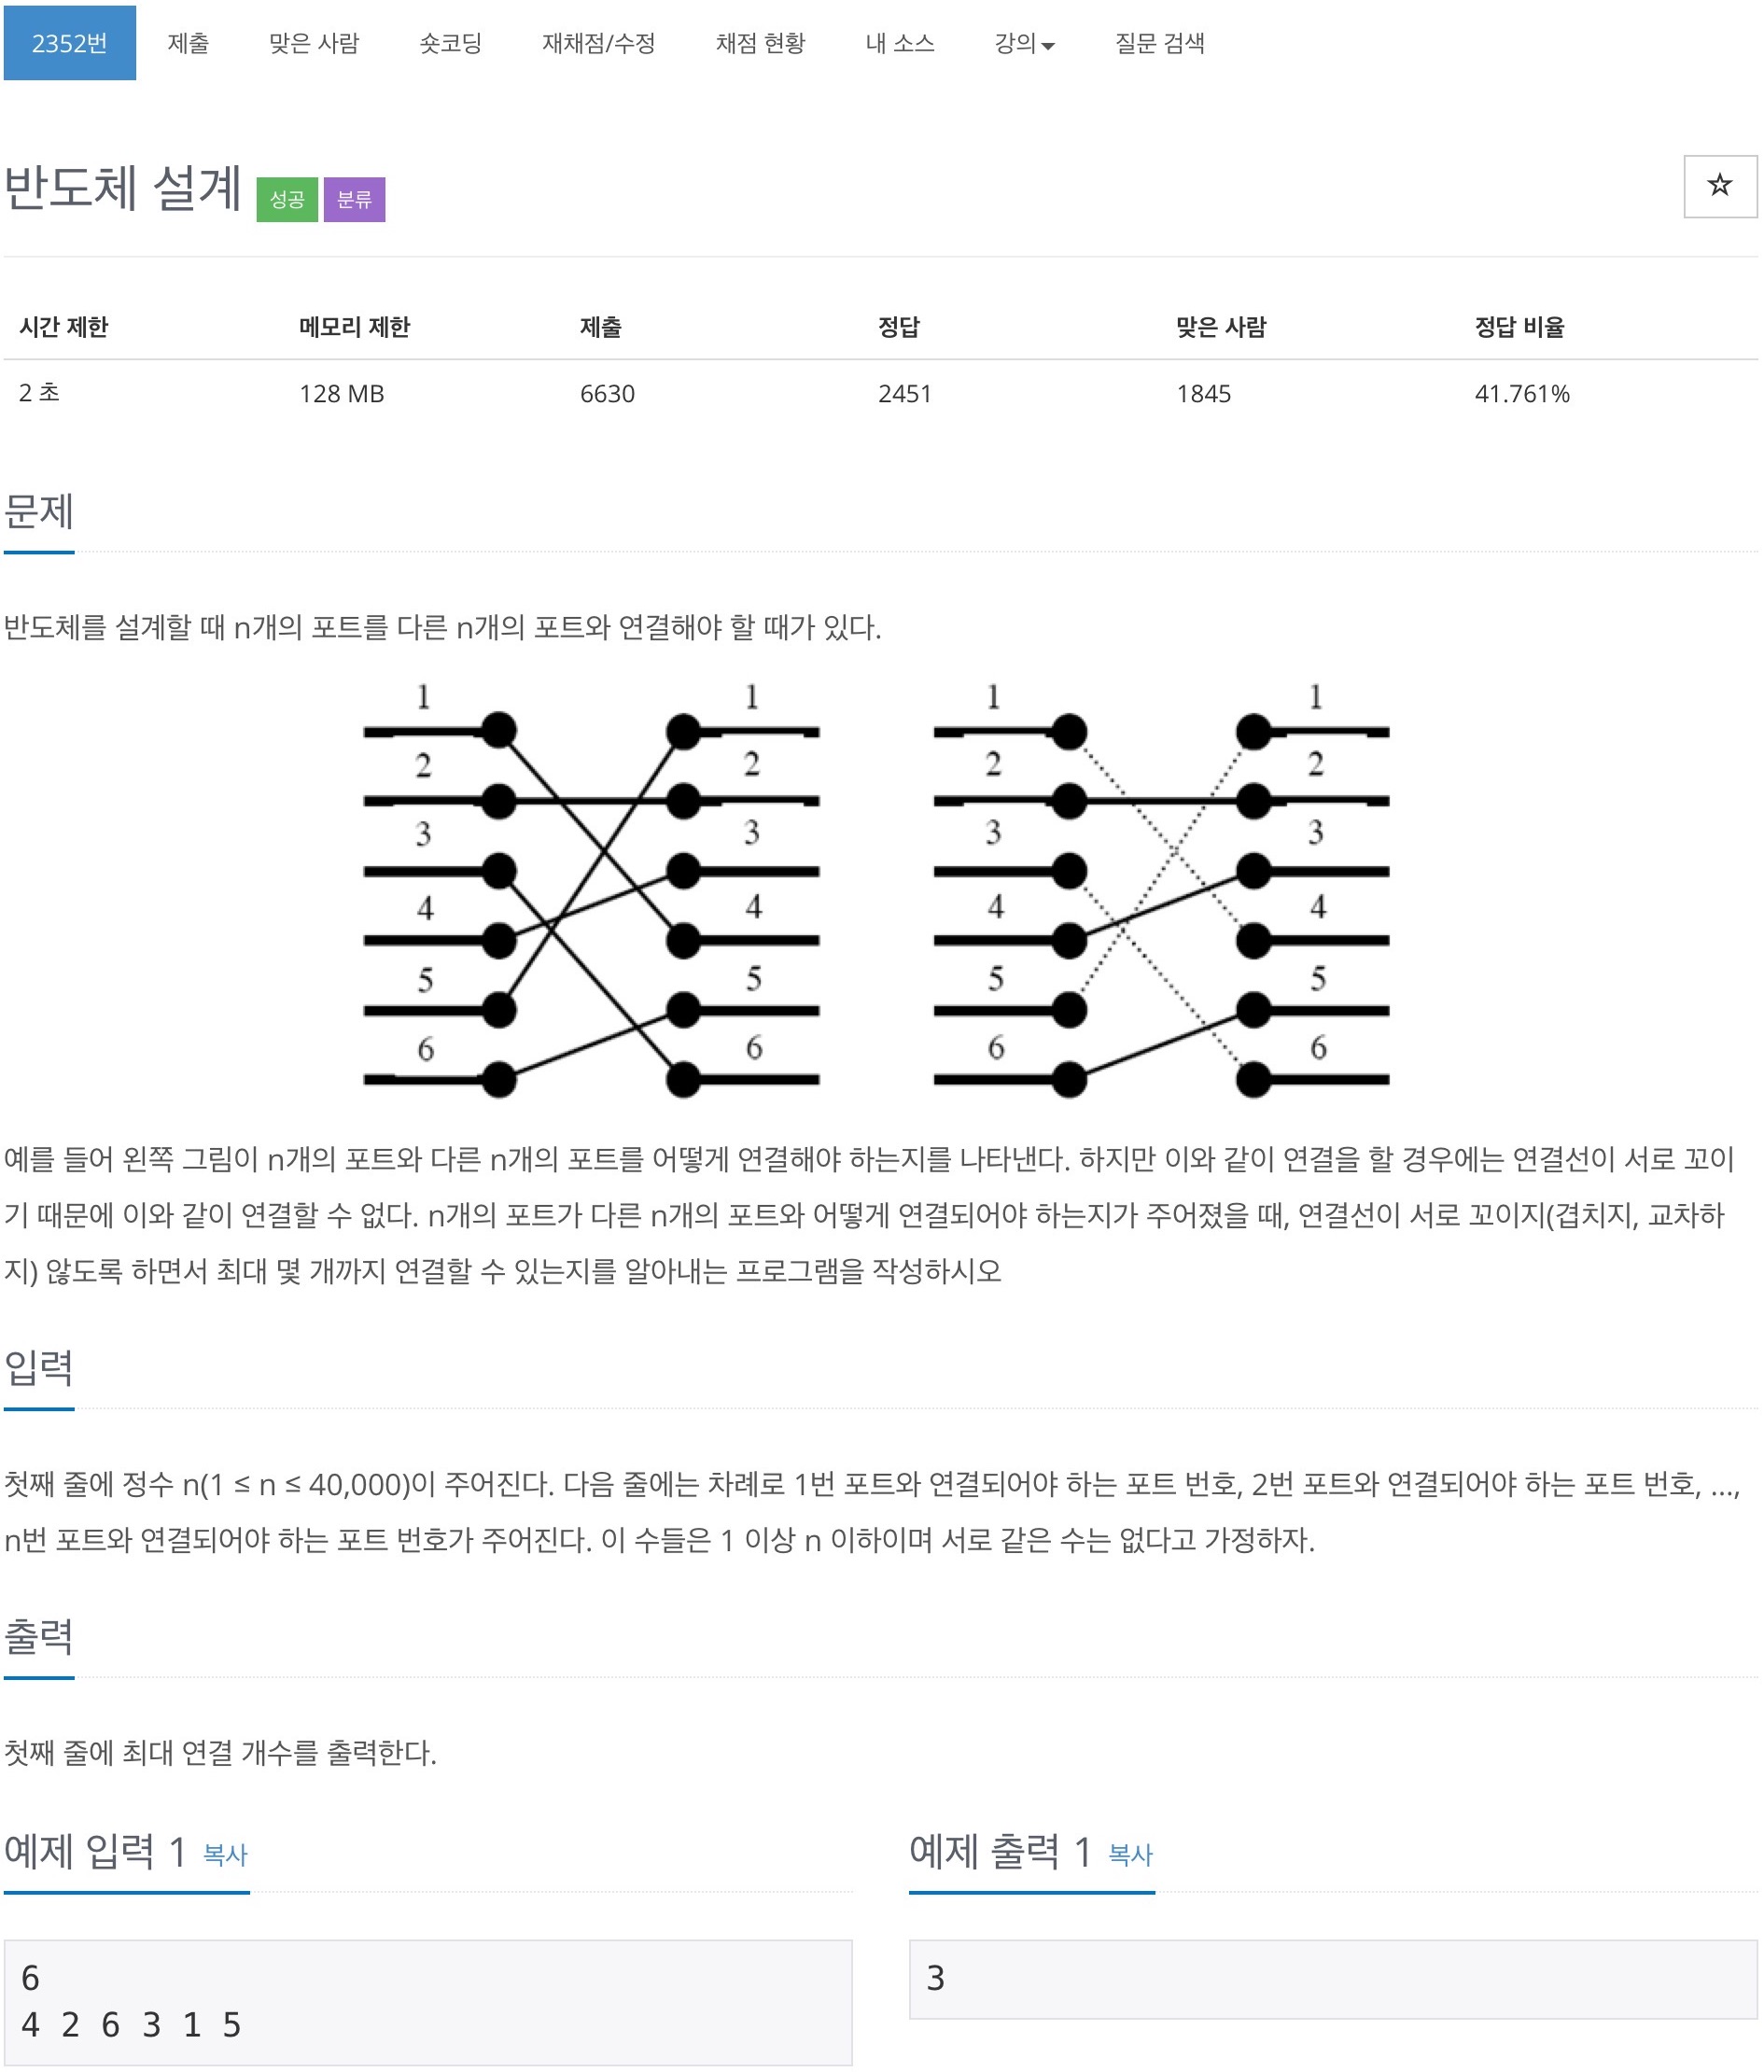 2352번 제출 맞은 사람 숏코딩 재채점/수정 채점 현황 내 소스 강의 질문 검색
반도체 설계 성공 분류
시간 제한 메모리 제한 제출 정답 맞은 사람 정답 비율
2 초 128 MB 6630 2451 1845 41.761%
문제
반도체를 설계할 때 n개의 포트를 다른 n개의 포트와 연결해야 할 때가 있다.
1 1 1 1
2 2 2 2
3 3 3 3
4 4 4 4
5 5 5 5
6 6 6 6
예를 들어 왼쪽 그림이 n개의 포트와 다른 n개의 포트를 어떻게 연결해야 하는지를 나타낸다. 하지만 이와 같이 연결을 할 경우에는 연결선이 서로 꼬이
기 때문에 이와 같이 연결할 수 없다. n개의 포트가 다른 n개의 포트와 어떻게 연결되어야 하는지가 주어졌을 때, 연결선이 서로 꼬이지(겹치지, 교차하
지) 않도록 하면서 최대 몇 개까지 연결할 수 있는지를 알아내는 프로그램을 작성하시오
입력
첫째 줄에 정수 n(1 ≤ n ≤ 40,000)이 주어진다. 다음 줄에는 차례로 1번 포트와 연결되어야 하는 포트 번호, 2번 포트와 연결되어야 하는 포트 번호, …,
n번 포트와 연결되어야 하는 포트 번호가 주어진다. 이 수들은 1 이상 n 이하이며 서로 같은 수는 없다고 가정하자.
출력
첫째 줄에 최대 연결 개수를 출력한다.
예제 입력 1 복사
6
4 2 6 3 1 5
예제 출력 1 복사
3